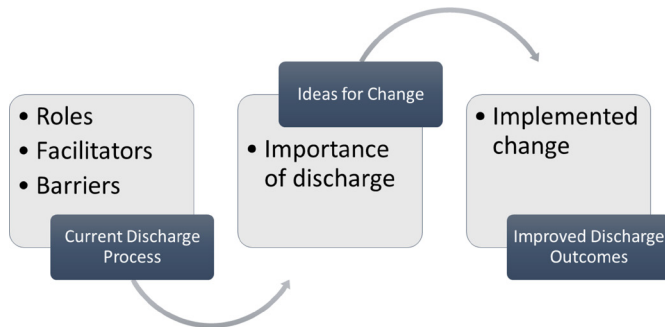 • Roles
• Facilitators
• Barriers
Current Discharge
Process
Ideas for Change
• Importance
of discharge
• Implemented
change
Improved Discharge
Outcomes